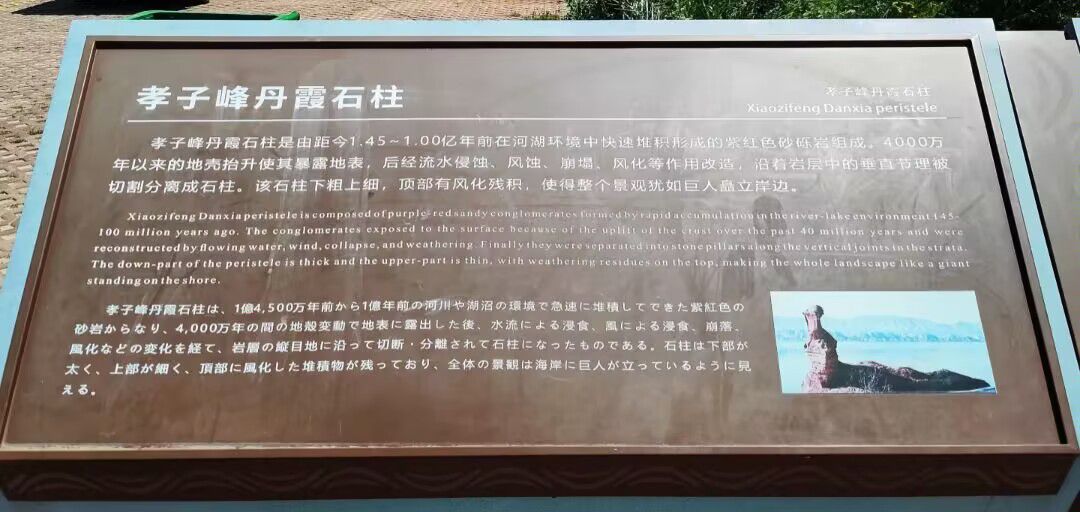 孝子峰丹霞石柱
孝子峰丹霞石柱
Xiaozifeng Danxia peristele
孝子峰丹霞石柱是由距今1.45~1.00亿年前在河湖环境中快速堆积形成的紫红色砂砾岩组成。4000万
年以来的地壳抬升使其暴露地表，后经流水侵蚀、风蚀、崩塌、风化等作用改造，沿着岩层中的垂直节理被
切割分离成石柱。该石柱下粗上细，顶部有风化残积，使得整个景观犹如巨人矗立岸边。
Xiaozifeng Danxia peristele is composed of purple-red sandy conglomerates formed by rapid accumulation in the river-lake environment 145-
100 million years ago. The conglomerates exposed to the surface because of the uplift of the crust over the past 40 million years and were
reconstructed by flowing water, wind, collapse, and weathering. Finally they were separated into stone pillars along the vertical joints in the strata.
The down-part of the peristele is thick and the upper-part is thin, with weathering residues on the top, making the whole landscape like a giant
standing on the shore.
孝子峰丹霞石柱は、1億4,500万年前から1億年前の河川や湖沼の環境で急速に堆積してできた紫紅色の
砂岩からなり、4,000万年の間の地殻変動で地表に露出した後、水流による浸食、風による浸食、崩落、
風化などの変化を経て、岩層の縦目地に沿って切断・分離されて石柱になったものである。石柱は下部が
太く、上部が細く、頂部に風化した堆積物が残っており、全体の景観は海岸に巨人が立っているように見
える。